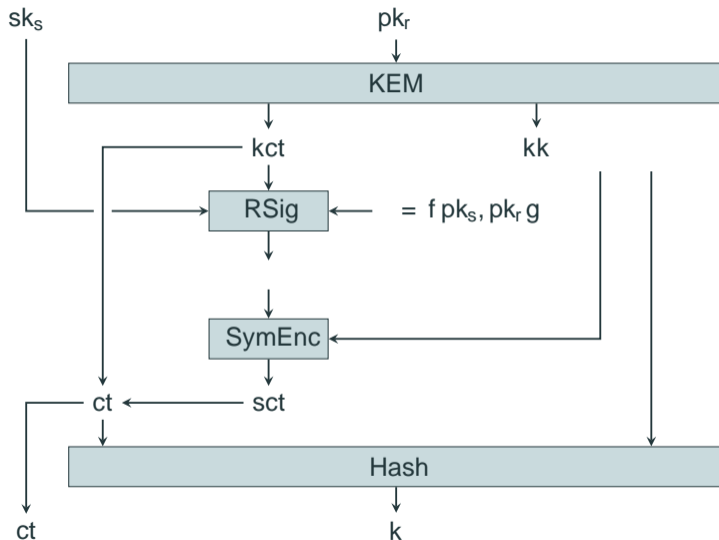 skₛ
pkᵣ
KEM
kct
kk
RSig
= f pkₛ, pkᵣ g
SymEnc
ct
sct
Hash
ct
k